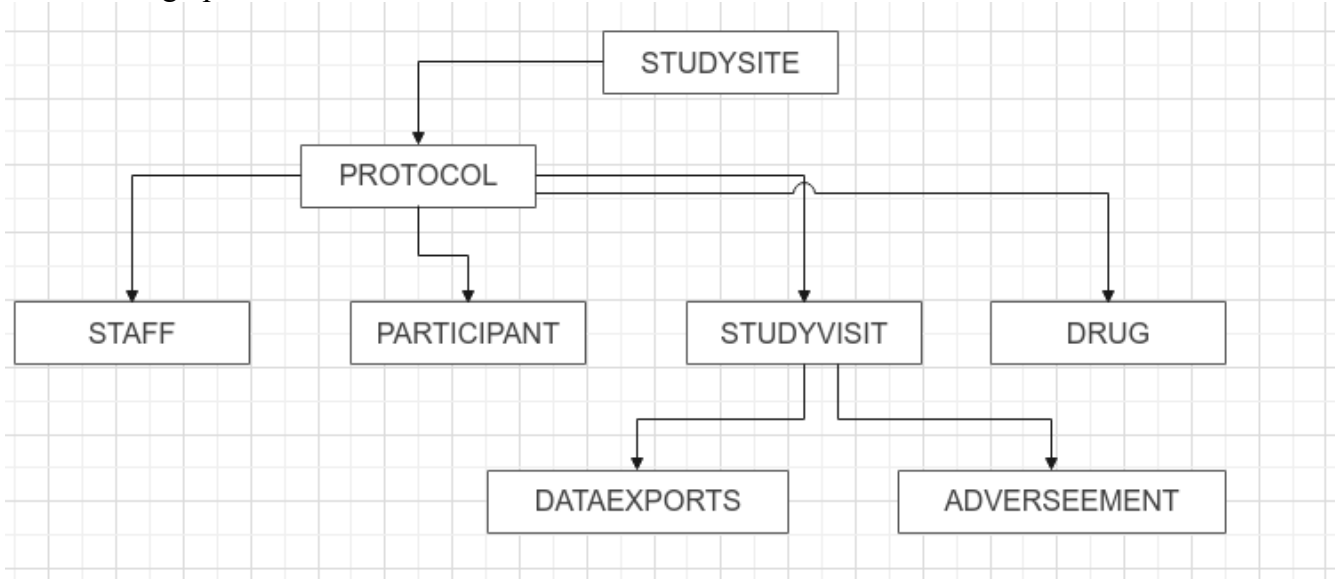 STUDYSITE
PROTOCOL
STAFF
PARTICIPANT
STUDYVISIT
DRUG
DATAEXPORTS
ADVERSEEMENT